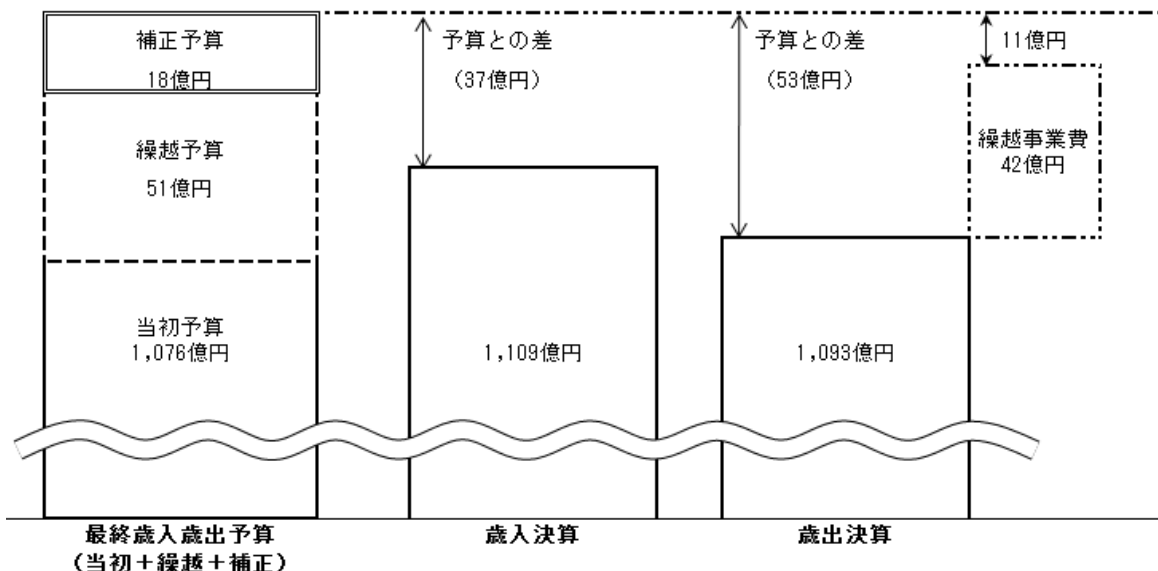 補正予算
18億円
繰越予算
51億円
当初予算
1,076億円
最終歳入歳出予算
（当初＋繰越＋補正）
予算との差
（37億円）
1,109億円
歳入決算
予算との差
（53億円）
1,093億円
歳出決算
11億円
繰越事業費
42億円